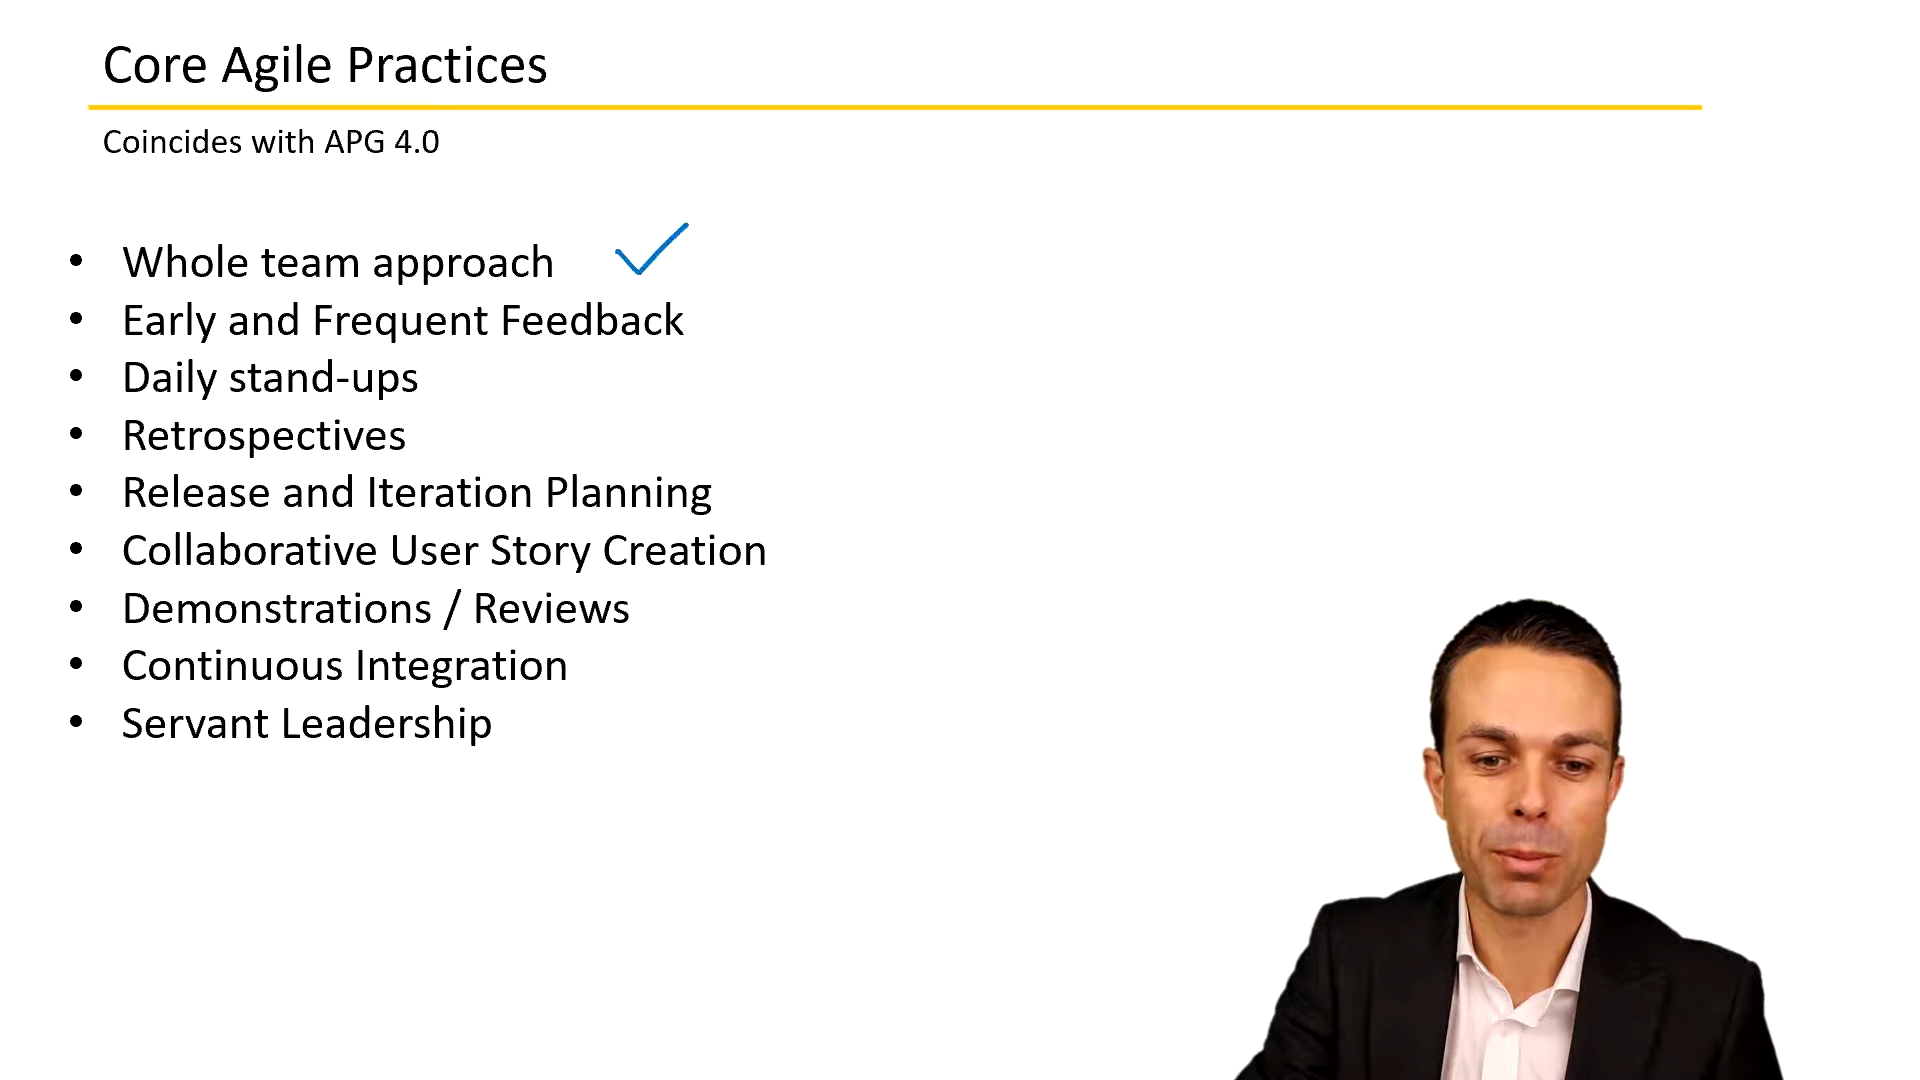 Core Agile Practices
Coincides with APG 4.0
• Whole team approach
• Early and Frequent Feedback
• Daily stand-ups
• Retrospectives
• Release and Iteration Planning
• Collaborative User Story Creation
• Demonstrations / Reviews
• Continuous Integration
• Servant Leadership